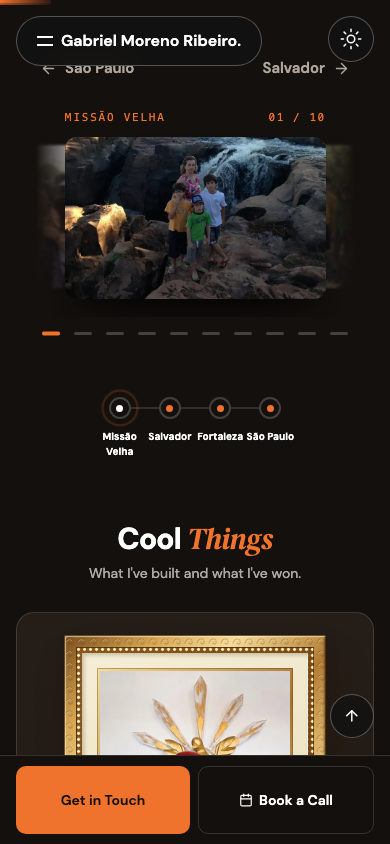 Gabriel Moreno Ribeiro.
← São Paulo
Salvador →
MISSÃO VELHA
01 / 10
Missão Velha
Salvador
Fortaleza
São Paulo
Cool Things
What I've built and what I've won.
Get in Touch
Book a Call